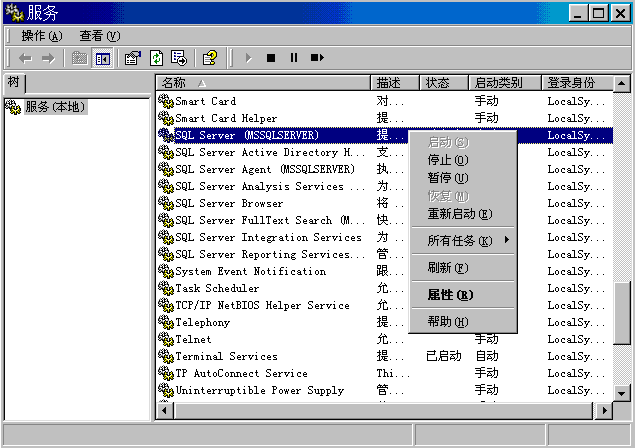 服务
操作(A) 查看(V)
树
服务(本地)
名称 描述 状态 启动类别 登录身份
Smart Card 对... 手动 LocalSy...
Smart Card Helper 提... 手动 LocalSy...
SQL Server (MSSQLSERVER) 提...
SQL Server Active Directory H... 支... LocalSy...
SQL Server Agent (MSSQLSERVER) 执... LocalSy...
SQL Server Analysis Services ... 为... LocalSy...
SQL Server Browser 将... LocalSy...
SQL Server FullText Search (M... 快... LocalSy...
SQL Server Integration Services 为... LocalSy...
SQL Server Reporting Services... 管... LocalSy...
System Event Notification 跟... LocalSy...
Task Scheduler 允... LocalSy...
TCP/IP NetBIOS Helper Service 允... LocalSy...
Telephony 提... LocalSy...
Telnet 允... 手动 LocalSy...
Terminal Services 提... 已启动 自动 LocalSy...
TP AutoConnect Service Thi... 手动 LocalSy...
Uninterruptible Power Supply 管... 手动 LocalSy...
启动(S)
停止(O)
暂停(U)
恢复(M)
重新启动(E)
所有任务(K)
刷新(F)
属性(R)
帮助(H)